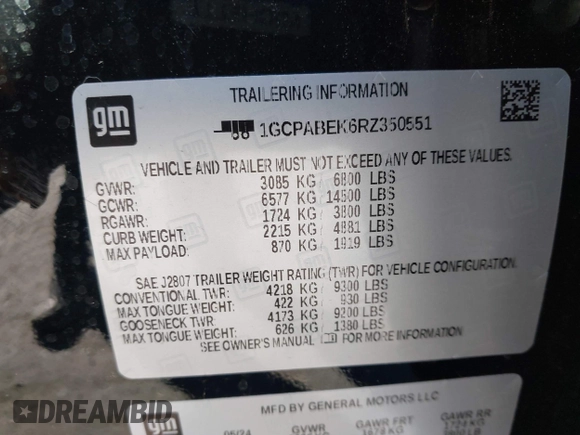 TRAILERING INFORMATION
gm
1GCPABEK6RZ350551
VEHICLE AND TRAILER MUST NOT EXCEED ANY OF THESE VALUES.
GVWR: 3085 KG/ 6800 LBS
GCWR: 6577 KG/ 14500 LBS
RGAWR: 1724 KG/ 3800 LBS
CURB WEIGHT: 2215 KG/ 4881 LBS
MAX PAYLOAD: 870 KG/ 1919 LBS
SAE J2807 TRAILER WEIGHT RATING (TWR) FOR VEHICLE CONFIGURATION.
CONVENTIONAL TWR: 4218 KG/ 9300 LBS
MAX TONGUE WEIGHT: 422 KG/ 930 LBS
GOOSENECK TWR: 4173 KG/ 9200 LBS
MAX TONGUE WEIGHT: 626 KG/ 1380 LBS
SEE OWNER'S MANUAL FOR MORE INFORMATION
MFD BY GENERAL MOTORS LLC
GVWR GAWR FRT GAWR RR
DREAMBID